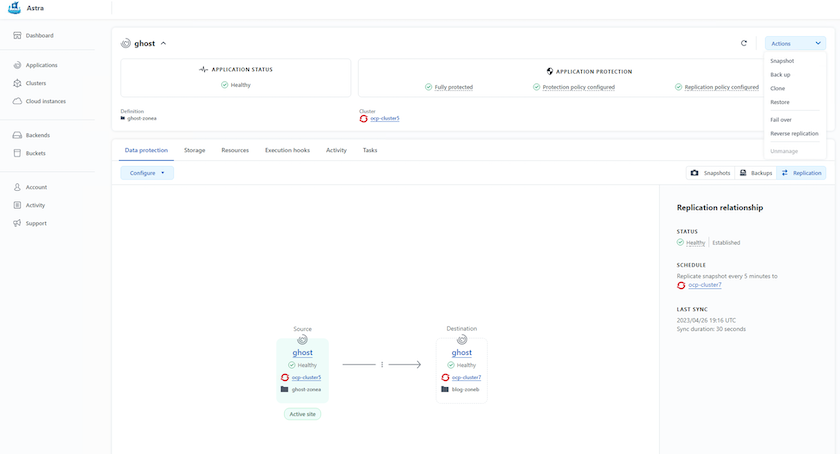 Astra
Dashboard
Applications
Clusters
Cloud instances
Backends
Buckets
Account
Activity
Support
ghost
Actions
Snapshot
Back up
Clone
Restore
Fail over
Reverse replication
Unmanage
APPLICATION STATUS
Healthy
APPLICATION PROTECTION
Fully protected
Protection policy configured
Replication policy configured
Definition
ghost-zonea
Cluster
ocp-cluster5
Data protection
Storage
Resources
Execution hooks
Activity
Tasks
Configure
Snapshots
Backups
Replication
Source
ghost
Healthy
ocp-cluster5
ghost-zonea
Active site
Destination
ghost
Healthy
ocp-cluster7
blog-zoneb
Replication relationship
STATUS
Healthy | Established
SCHEDULE
Replicate snapshot every 5 minutes to
ocp-cluster7
LAST SYNC
2023/04/26 19:16 UTC
Sync duration: 30 seconds